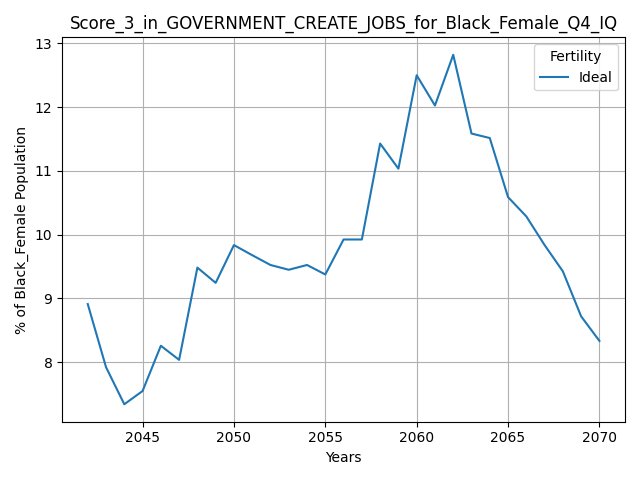 Score_3_in_GOVERNMENT_CREATE_JOBS_for_Black_Female_Q4_IQ
Fertility
Ideal
% of Black_Female Population
13
12
11
10
9
8
2045 2050 2055 2060 2065 2070
Years